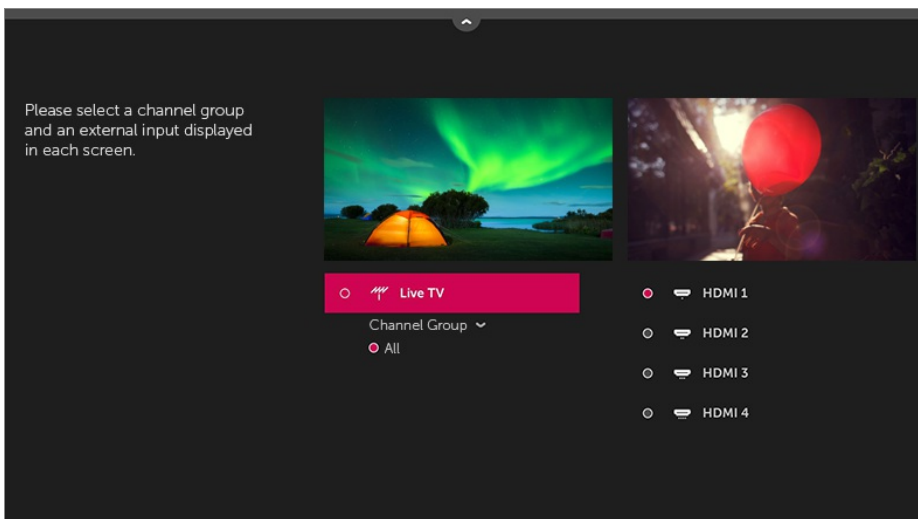 Please select a channel group
and an external input displayed
in each screen.
Live TV
Channel Group
All
HDMI 1
HDMI 2
HDMI 3
HDMI 4